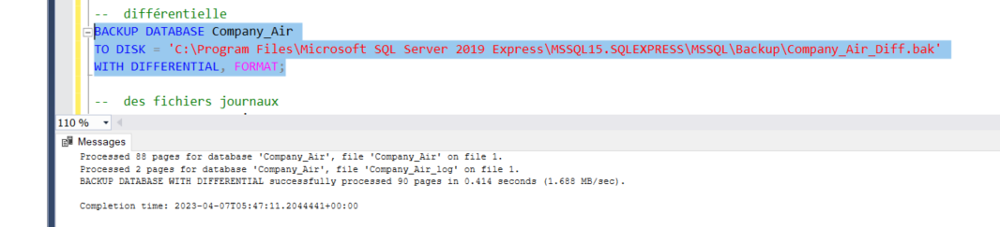 -- différentielle
BACKUP DATABASE Company_Air
TO DISK = 'C:\Program Files\Microsoft SQL Server 2019 Express\MSSQL15.SQLEXPRESS\MSSQL\Backup\Company_Air_Diff.bak'
WITH DIFFERENTIAL, FORMAT;
-- des fichiers journaux
110 %
Messages
Processed 88 pages for database 'Company_Air', file 'Company_Air' on file 1.
Processed 2 pages for database 'Company_Air', file 'Company_Air_log' on file 1.
BACKUP DATABASE WITH DIFFERENTIAL successfully processed 90 pages in 0.414 seconds (1.688 MB/sec).
Completion time: 2023-04-07T05:47:11.2044441+00:00